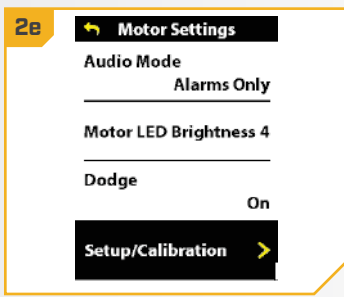 2e
Motor Settings
Audio Mode
Alarms Only
Motor LED Brightness 4
Dodge
On
Setup/Calibration >